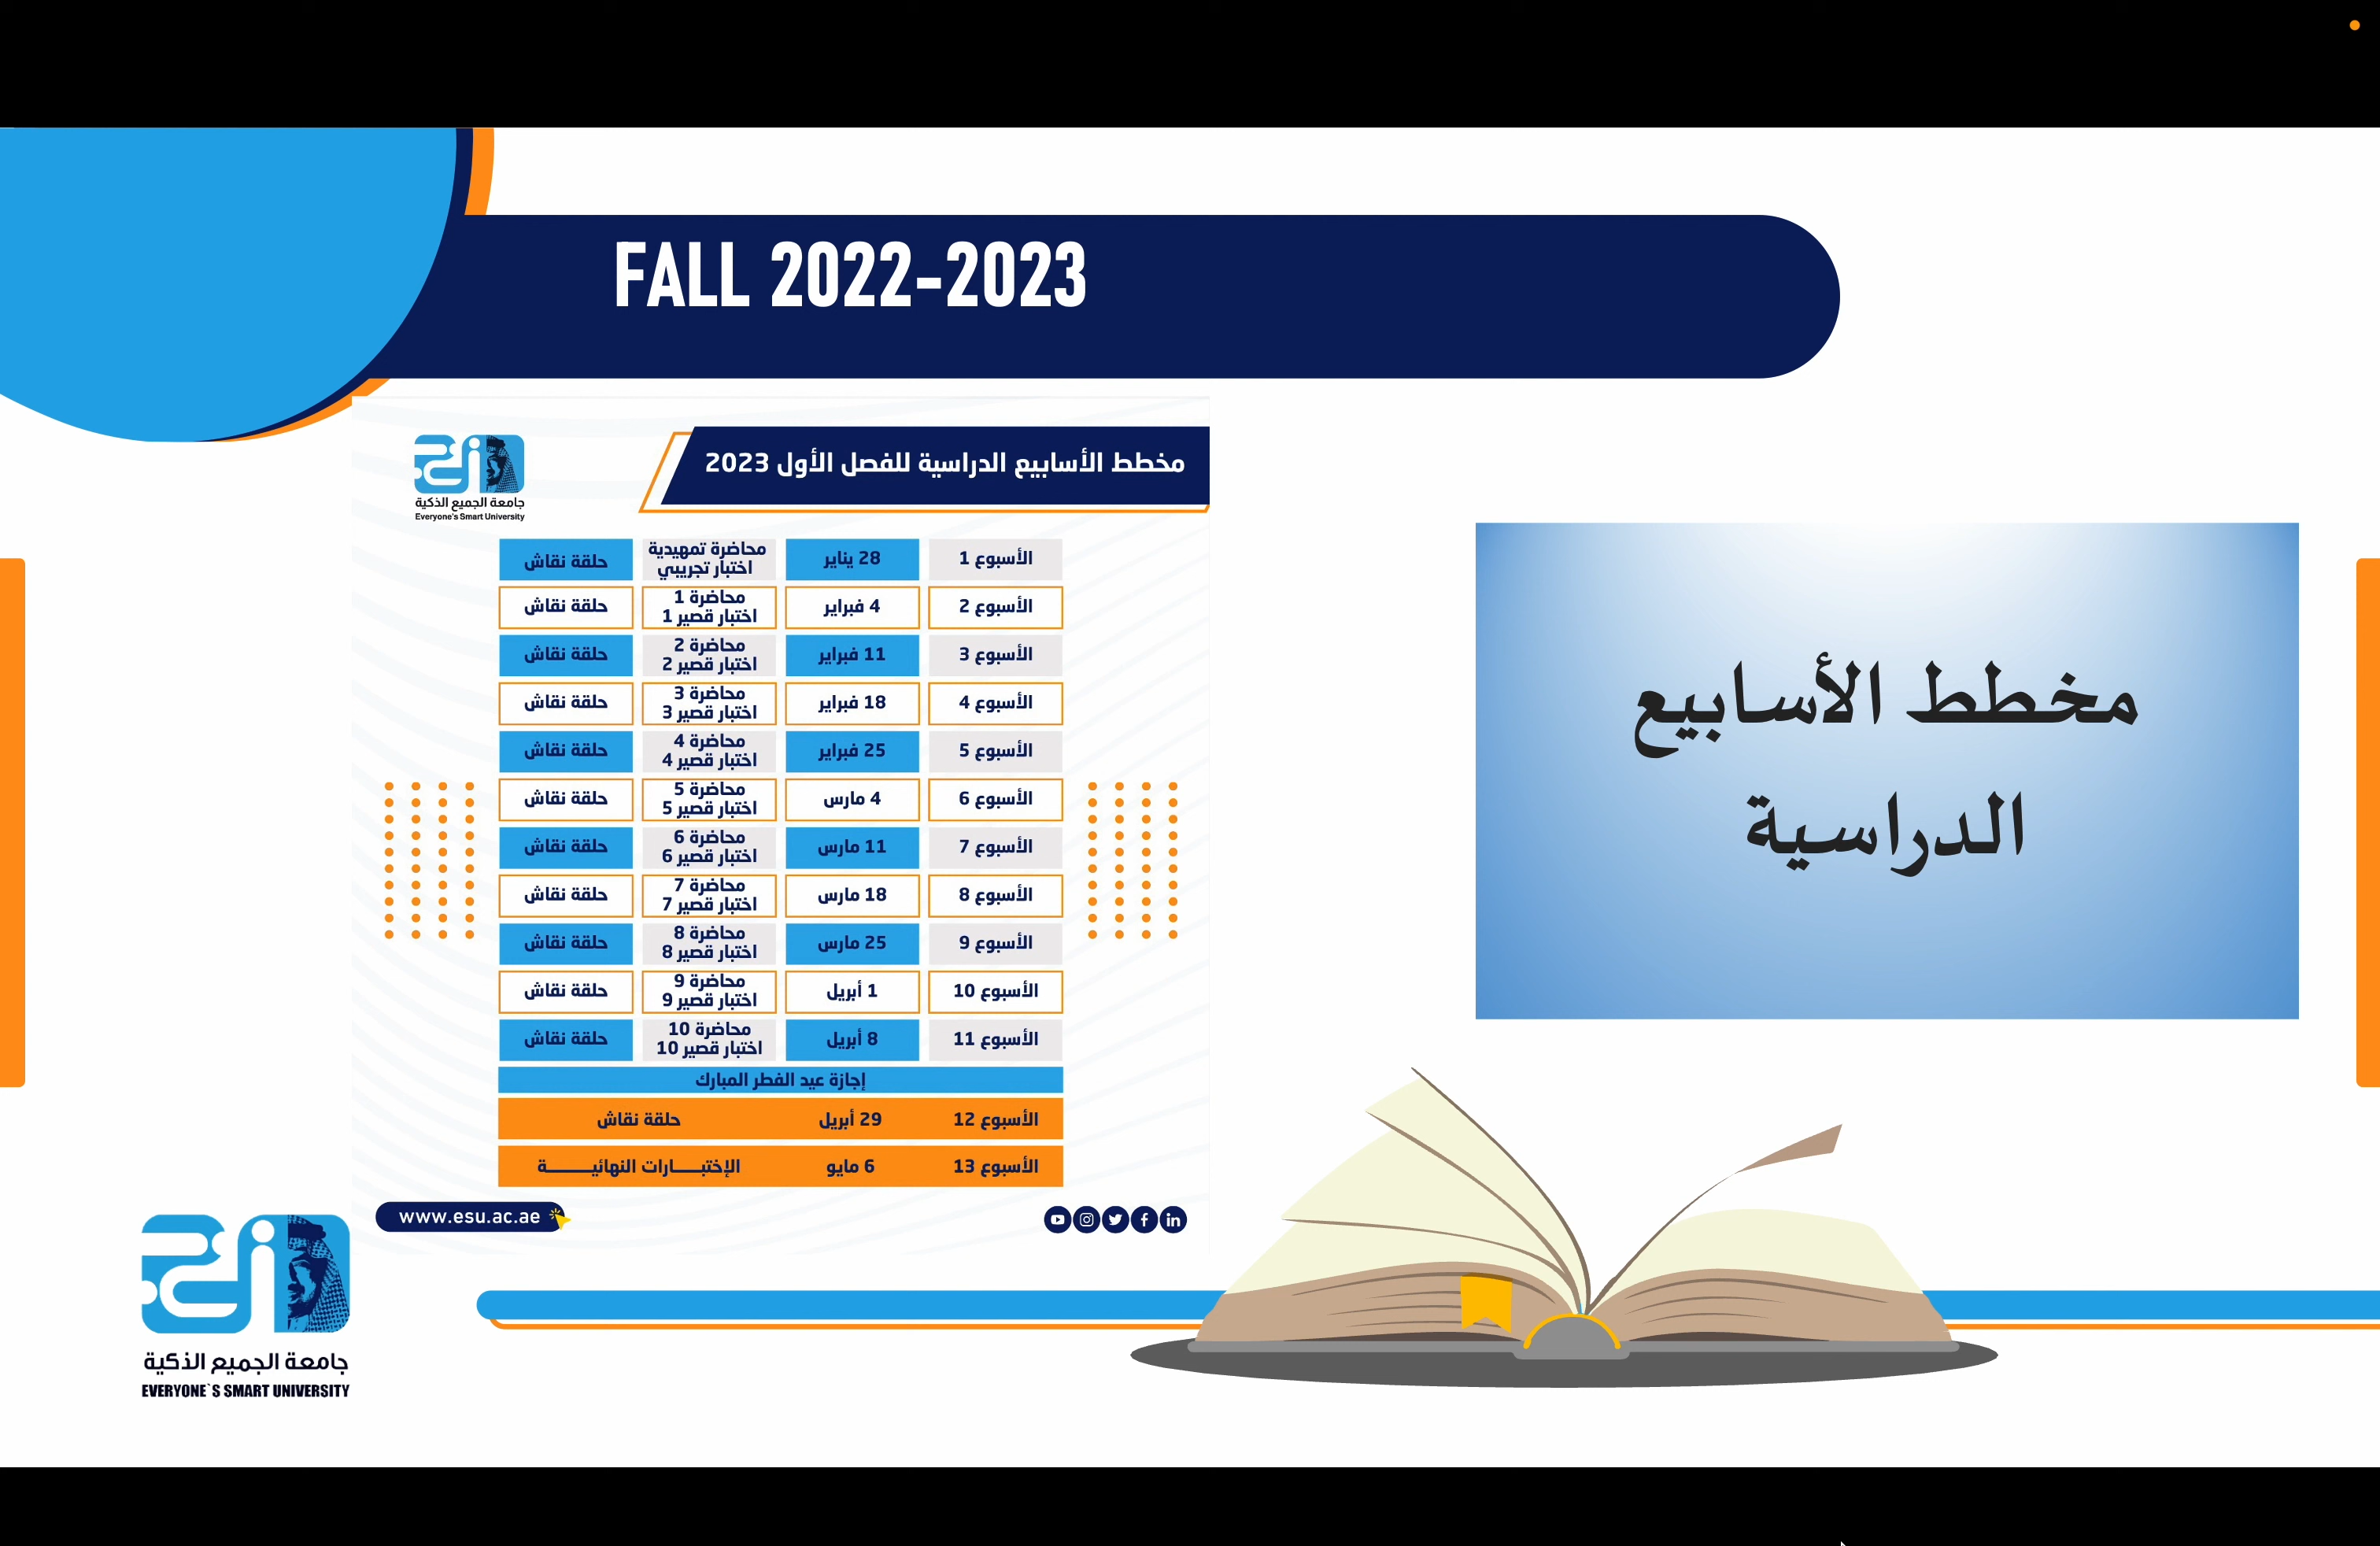 FALL 2022-2023
مخطط الأسابيع الدراسية للفصل الأول 2023
جامعة الجميع الذكية
Everyone's Smart University
الأسبوع 1
28 يناير
محاضرة تمهيدية
اختبار تجريبي
حلقة نقاش
الأسبوع 2
4 فبراير
محاضرة 1
اختبار قصير 1
حلقة نقاش
الأسبوع 3
11 فبراير
محاضرة 2
اختبار قصير 2
حلقة نقاش
الأسبوع 4
18 فبراير
محاضرة 3
اختبار قصير 3
حلقة نقاش
الأسبوع 5
25 فبراير
محاضرة 4
اختبار قصير 4
حلقة نقاش
الأسبوع 6
4 مارس
محاضرة 5
اختبار قصير 5
حلقة نقاش
الأسبوع 7
11 مارس
محاضرة 6
اختبار قصير 6
حلقة نقاش
الأسبوع 8
18 مارس
محاضرة 7
اختبار قصير 7
حلقة نقاش
الأسبوع 9
25 مارس
محاضرة 8
اختبار قصير 8
حلقة نقاش
الأسبوع 10
1 أبريل
محاضرة 9
اختبار قصير 9
حلقة نقاش
الأسبوع 11
8 أبريل
محاضرة 10
اختبار قصير 10
حلقة نقاش
إجازة عيد الفطر المبارك
الأسبوع 12
29 أبريل
حلقة نقاش
الأسبوع 13
6 مايو
الإختبـــــارات النهائيـــــــــة
www.esu.ac.ae
مخطط الأسابيع
الدراسية
جامعة الجميع الذكية
EVERYONE`S SMART UNIVERSITY